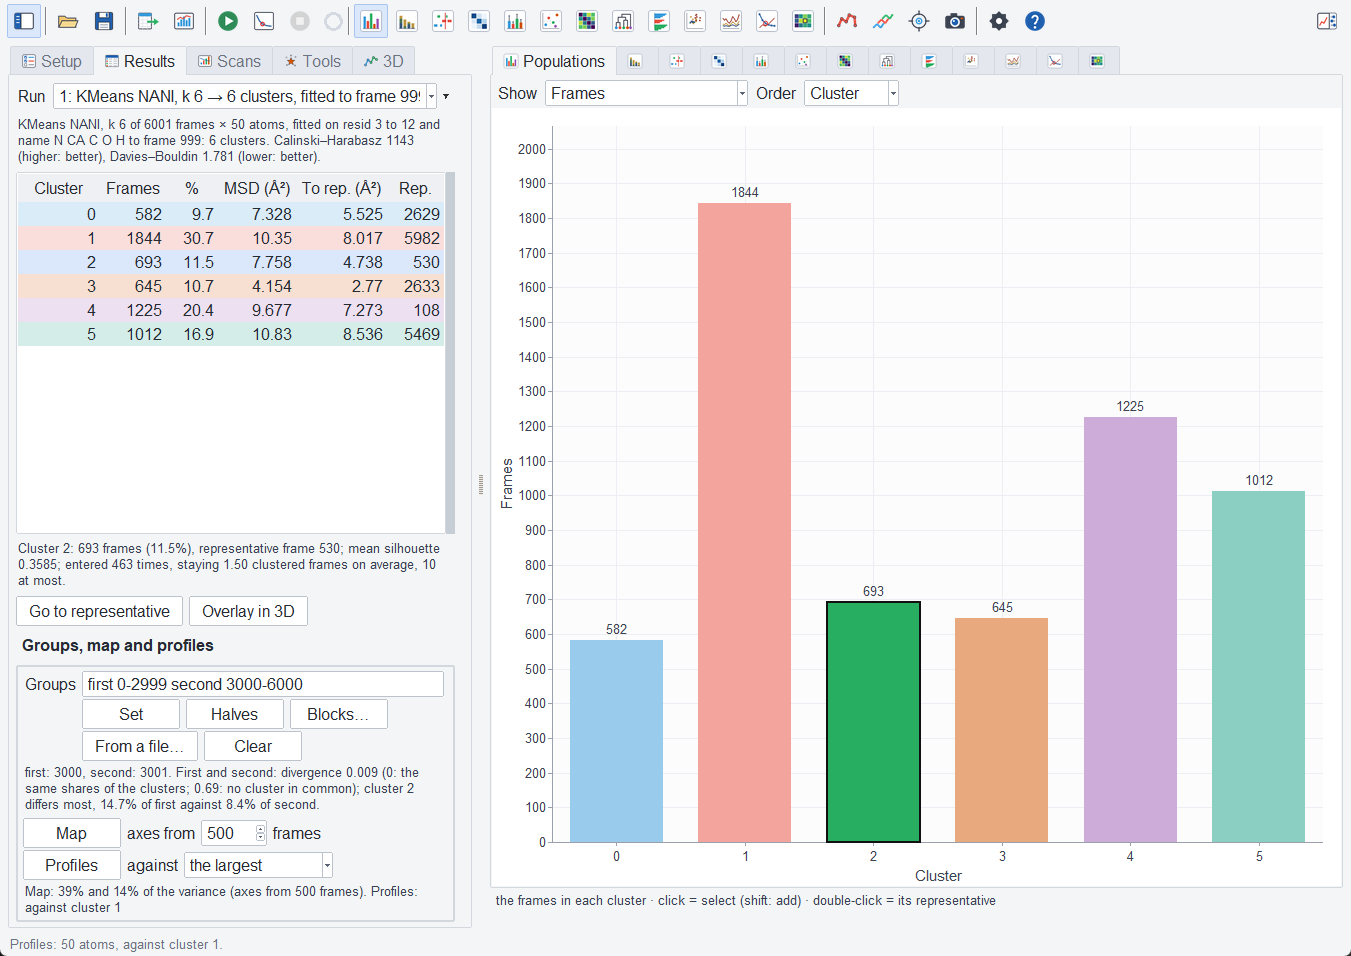 Setup
Results
Scans
Tools
3D
Run 1: KMeans NANI, k 6 → 6 clusters, fitted to frame 99
KMeans NANI, k 6 of 6001 frames × 50 atoms, fitted on resid 3 to 12 and
name N CA C O H to frame 999: 6 clusters. Calinski–Harabasz 1143
(higher: better), Davies–Bouldin 1.781 (lower: better).
Cluster Frames % MSD (Å²) To rep. (Å²) Rep.
0 582 9.7 7.328 5.525 2629
1 1844 30.7 10.35 8.017 5982
2 693 11.5 7.758 4.738 530
3 645 10.7 4.154 2.77 2633
4 1225 20.4 9.677 7.273 108
5 1012 16.9 10.83 8.536 5469
Cluster 2: 693 frames (11.5%), representative frame 530; mean silhouette
0.3585; entered 463 times, staying 1.50 clustered frames on average, 10
at most.
Go to representative
Overlay in 3D
Groups, map and profiles
Groups first 0-2999 second 3000-6000
Set
Halves
Blocks...
From a file...
Clear
first: 3000, second: 3001. First and second: divergence 0.009 (0: the
same shares of the clusters; 0.69: no cluster in common); cluster 2
differs most, 14.7% of first against 8.4% of second.
Map axes from 500 frames
Profiles against the largest
Map: 39% and 14% of the variance (axes from 500 frames). Profiles:
against cluster 1
Profiles: 50 atoms, against cluster 1.
Populations
Show Frames Order Cluster
2000
1900
1800
1700
1600
1500
1400
1300
1200
1100
1000
900
800
700
600
500
400
300
200
100
0
Frames
582
1844
693
645
1225
1012
0 1 2 3 4 5
Cluster
the frames in each cluster · click = select (shift: add) · double-click = its representative